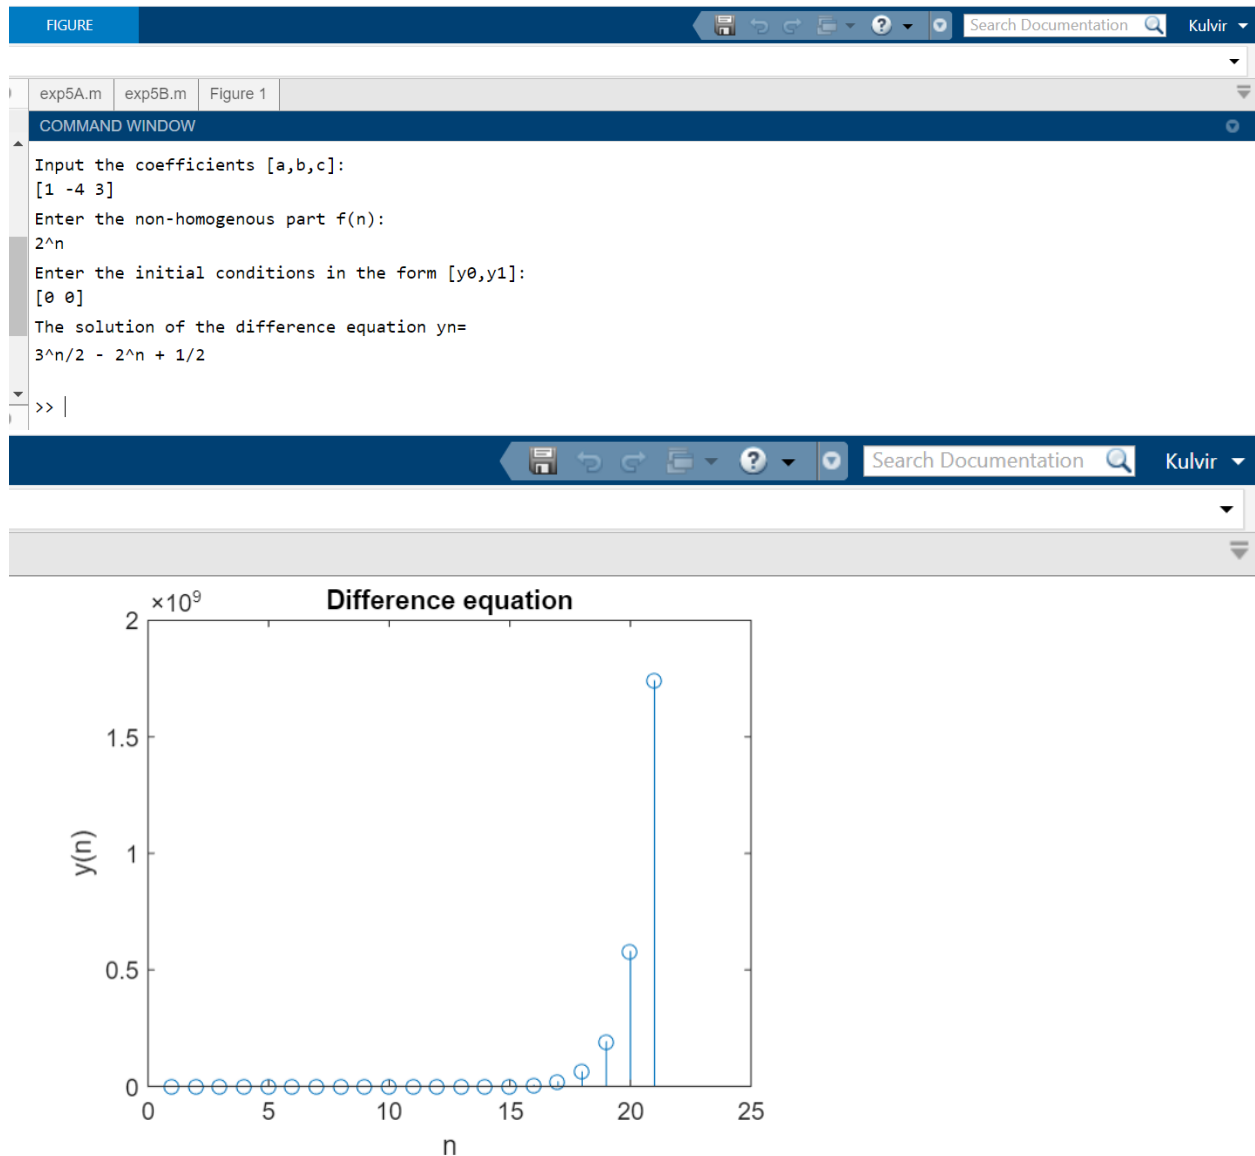 FIGURE
Search Documentation
Kulvir
exp5A.m
exp5B.m
Figure 1
COMMAND WINDOW
Input the coefficients [a,b,c]:
[1 -4 3]
Enter the non-homogenous part f(n):
2^n
Enter the initial conditions in the form [y0,y1]:
[0 0]
The solution of the difference equation yn=
3^n/2 - 2^n + 1/2
>>
Search Documentation
Kulvir
×10⁹
Difference equation
2
1.5
1
0.5
0
y(n)
0 5 10 15 20 25
n